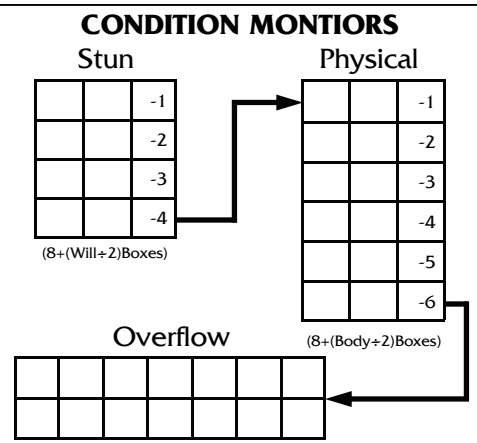 CONDITION MONTIORS
Stun
-1
-2
-3
-4
(8+(Will÷2)Boxes)
Physical
-1
-2
-3
-4
-5
-6
(8+(Body÷2)Boxes)
Overflow